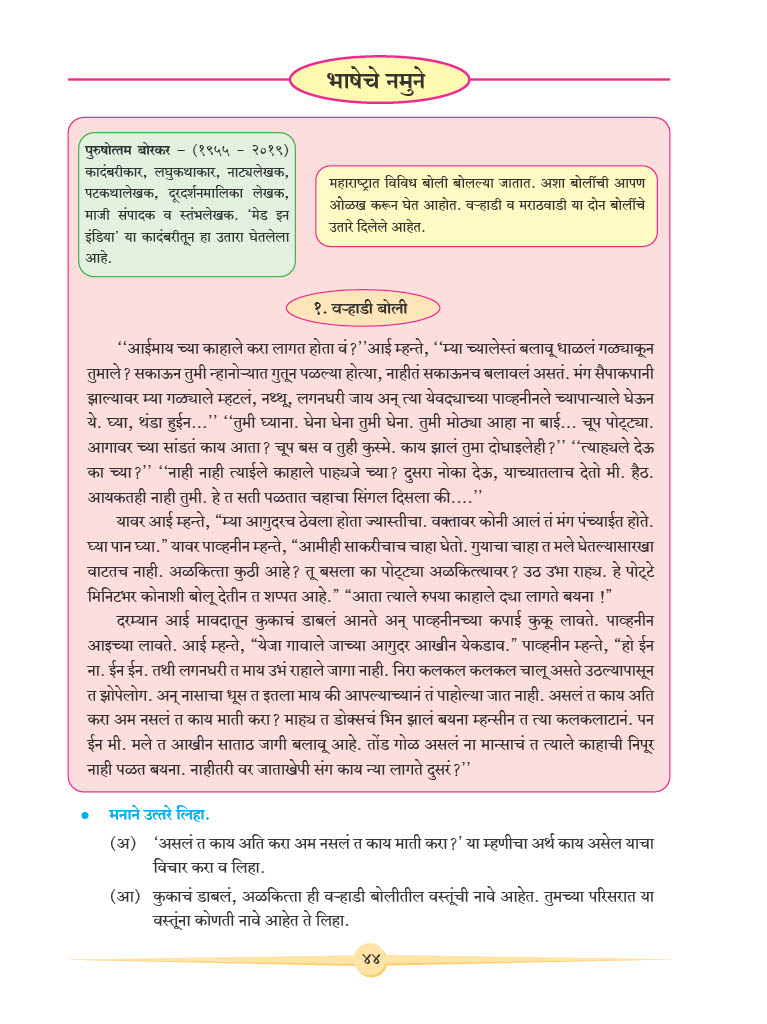 भाषेचे नमुने
पुरुषोत्तम बोरकर – (१९५५ – २०१९)
कादंबरीकार, लघुकथाकार, नाट्यलेखक,
पटकथालेखक, दूरदर्शनमालिका लेखक,
माजी संपादक व स्तंभलेखक. ‘मेड इन
इंडिया’ या कादंबरीतून हा उतारा घेतलेला
आहे.
महाराष्ट्रात विविध बोली बोलल्या जातात. अशा बोलींची आपण
ओळख करून घेत आहोत. वऱ्हाडी व मराठवाडी या दोन बोलींचे
उतारे दिलेले आहेत.
१. वऱ्हाडी बोली
‘‘आईमाय च्या काहाले करा लागत होता वं?’’आई म्हन्ते, ‘‘म्या च्यालेस्तं बलावू धाळलं गळ्याकून
तुमाले? सकाऊन तुमी न्हानोऱ्यात गुतून पळल्या होत्या, नाहीतं सकाऊनच बलावलं असतं. मंग सैपाकपानी
झाल्यावर म्या गळ्याले म्हटलं, नथ्थू, लगनधरी जाय अन् त्या येवद्याच्या पाव्हनीनले च्यापान्याले घेऊन
ये. घ्या, थंडा हुईन...’’ ‘‘तुमी घ्याना. घेना घेना तुमी घेना. तुमी मोठ्या आहा ना बाई... चूप पोट्ट्या.
आगावर च्या सांडतं काय आता? चूप बस व तुही कुस्मे. काय झालं तुमा दोघाइलेही?’’ ‘‘त्याह्यले देऊ
का च्या?’’ ‘‘नाही नाही त्याईले काहाले पाह्यजे च्या? दुसरा नोका देऊ, याच्यातलाच देतो मी. हैठ.
आयकतही नाही तुमी. हे त सती पळतात चहाचा सिंगल दिसला की....’’
यावर आई म्हन्ते, “म्या आगुदरच ठेवला होता ज्यास्तीचा. वक्तावर कोनी आलं तं मंग पंच्याईत होते.
घ्या पान घ्या.” यावर पाव्हनीन म्हन्ते, “आमीही साकरीचाच चाहा घेतो. गुयाचा चाहा त मले घेतल्यासारखा
वाटतच नाही. अळकित्ता कुठी आहे? तू बसला का पोट्ट्या अळकित्त्यावर? उठ उभा राह्य. हे पोट्टे
मिनिटभर कोनाशी बोलू देतीन त शप्पत आहे.” “आता त्याले रुपया काहाले द्या लागते बयना !”
दरम्यान आई मावदातून कुकाचं डाबलं आनते अन् पाव्हनीनच्या कपाई कुकू लावते. पाव्हनीन
आइच्या लावते. आई म्हन्ते, “येजा गावाले जाच्या आगुदर आखीन येकडाव.” पाव्हनीन म्हन्ते, “हो ईन
ना. ईन ईन. तथी लगनधरी त माय उभं राहाले जागा नाही. निरा कलकल कलकल चालू असते उठल्यापासून
त झोपेलोग. अन् नासाचा धूस त इतला माय की आपल्याच्यानं तं पाहोल्या जात नाही. असलं त काय अति
करा अम नसलं त काय माती करा? माह्य त डोक्सचं भिन झालं बयना म्हन्सीन त त्या कलकलाटानं. पन
ईन मी. मले त आखीन साताठ जागी बलावू आहे. तोंड गोळ असलं ना मान्साचं त त्याले काहाची निपूर
नाही पळत बयना. नाहीतरी वर जाताखेपी संग काय न्या लागते दुसरं?’’
• मनाने उत्तरे लिहा.
(अ) ‘असलं त काय अति करा अम नसलं त काय माती करा?’ या म्हणीचा अर्थ काय असेल याचा
विचार करा व लिहा.
(आ) कुकाचं डाबलं, अळकित्ता ही वऱ्हाडी बोलीतील वस्तूंची नावे आहेत. तुमच्या परिसरात या
वस्तूंना कोणती नावे आहेत ते लिहा.
४४